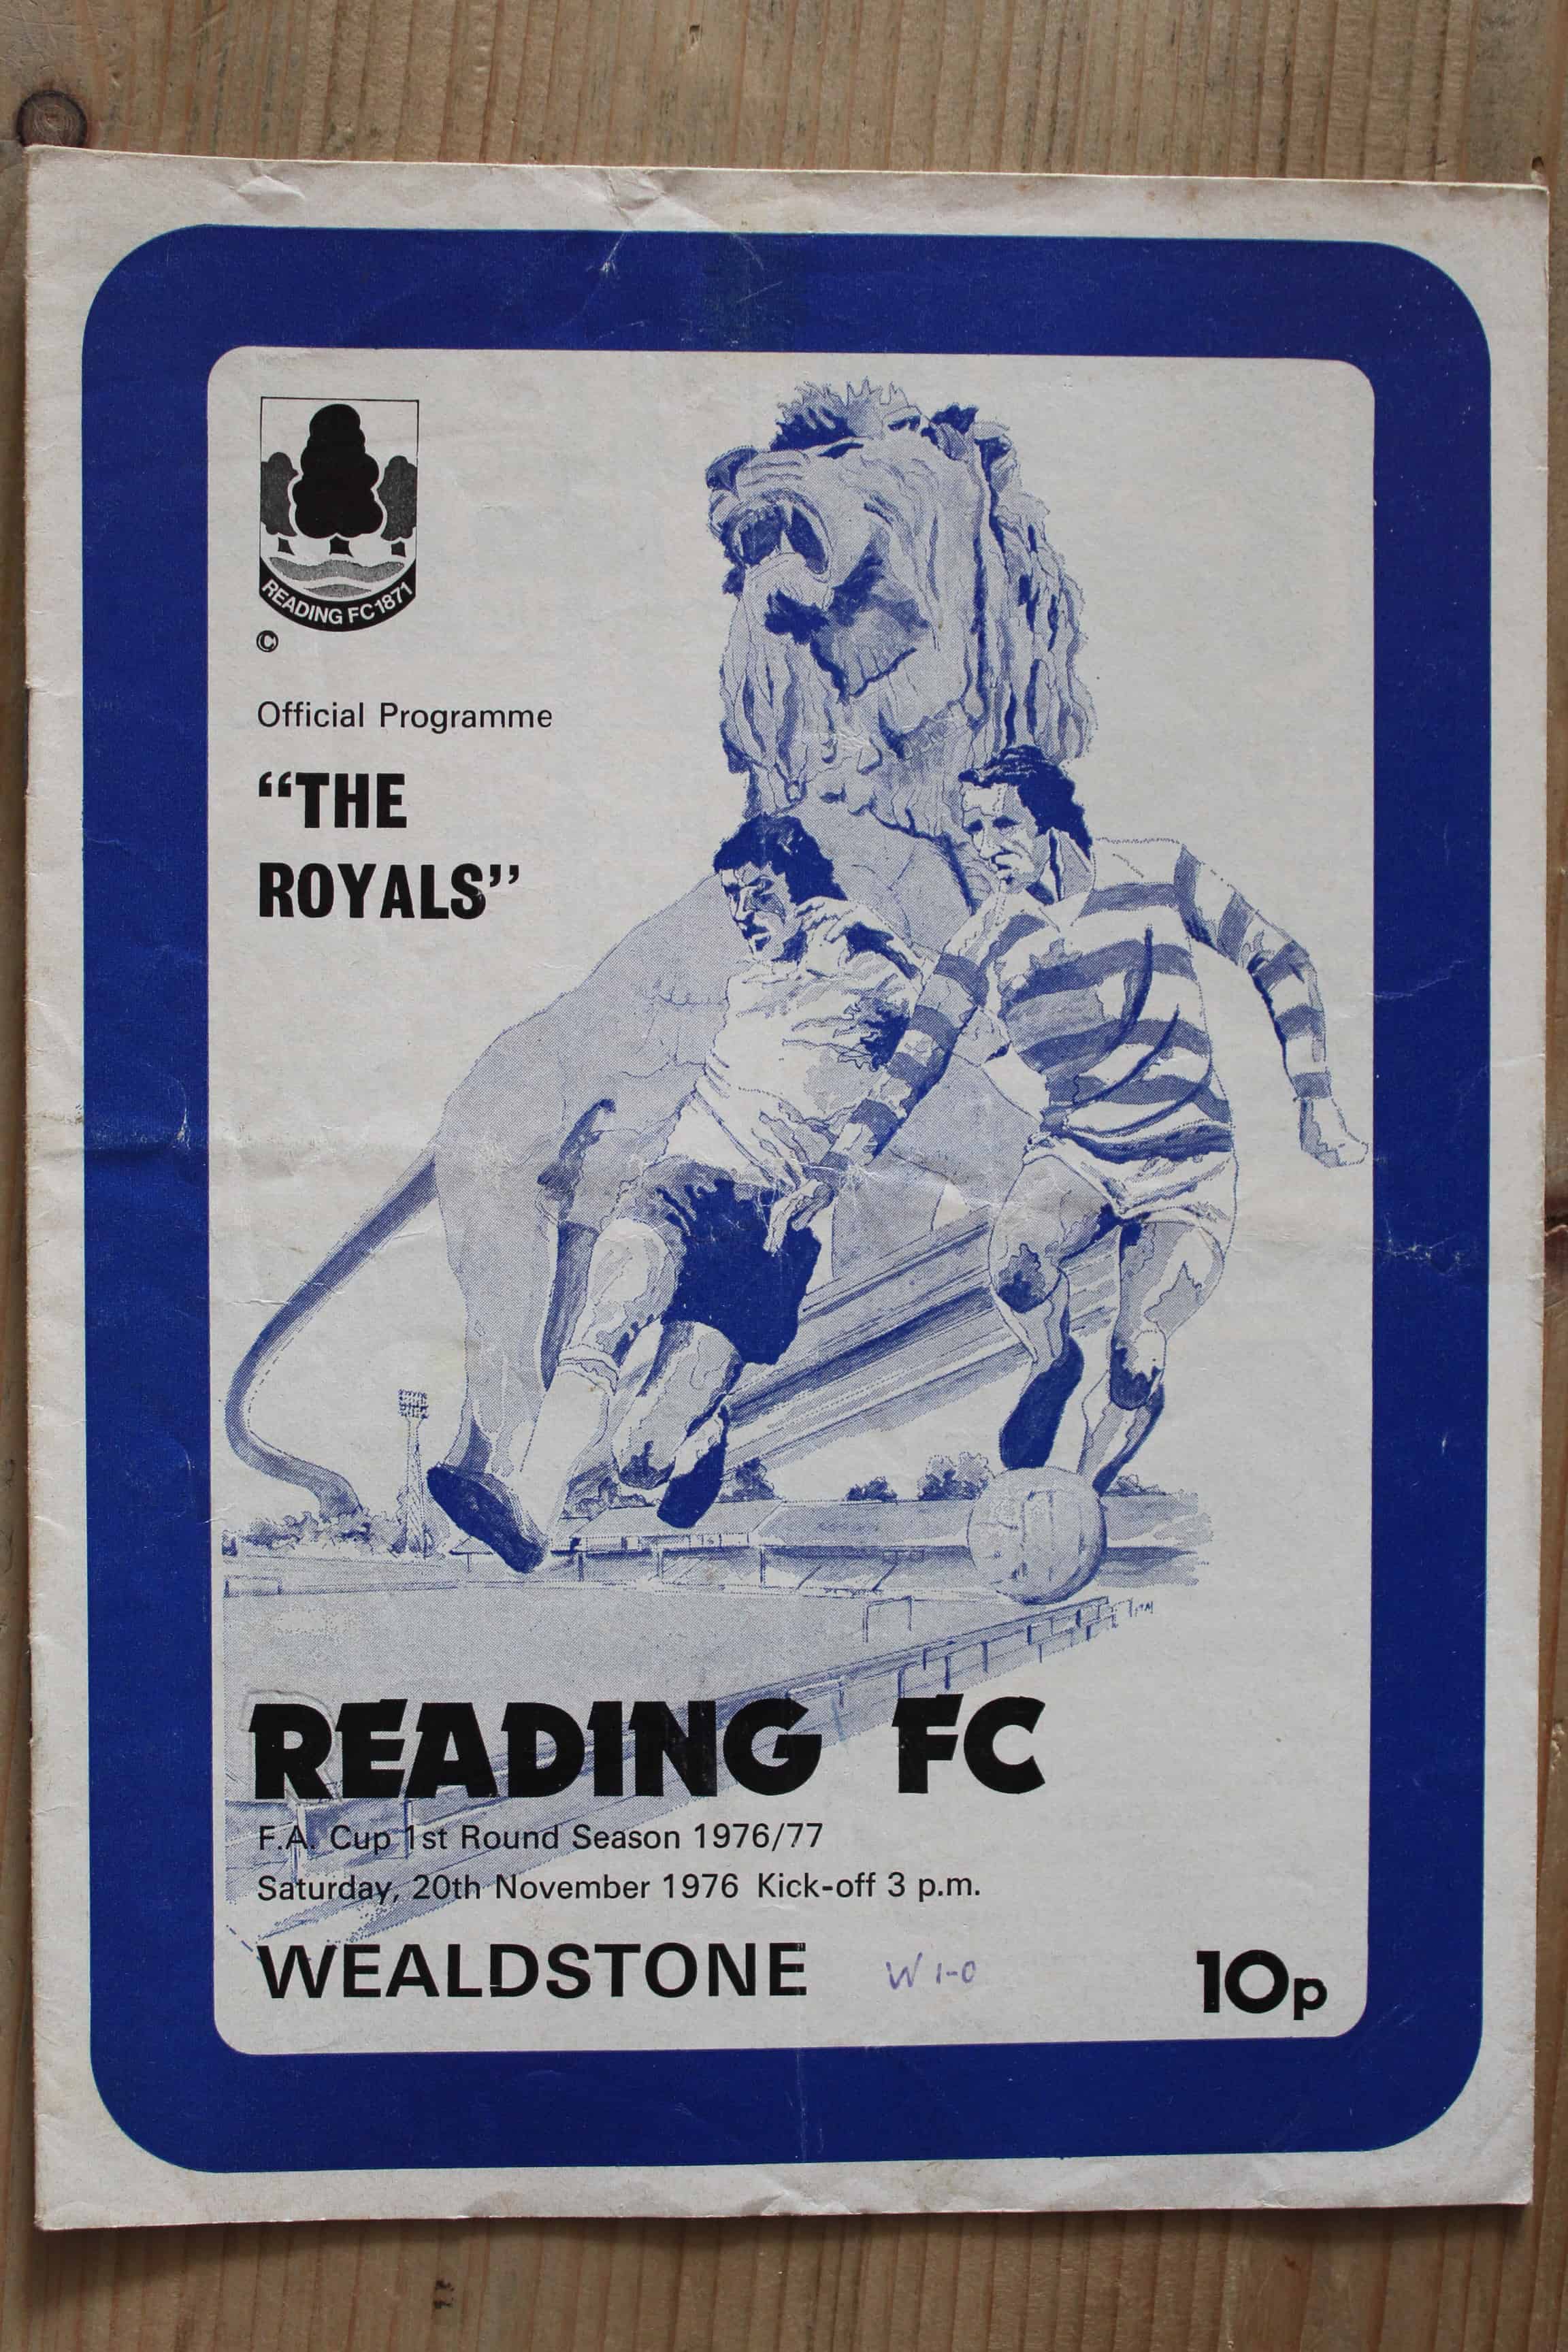 READING FC 1871
©
Official Programme
“THE
ROYALS”
READING FC
F.A. Cup 1st Round Season 1976/77
Saturday, 20th November 1976 Kick-off 3 p.m.
WEALDSTONE W 1-0 10p